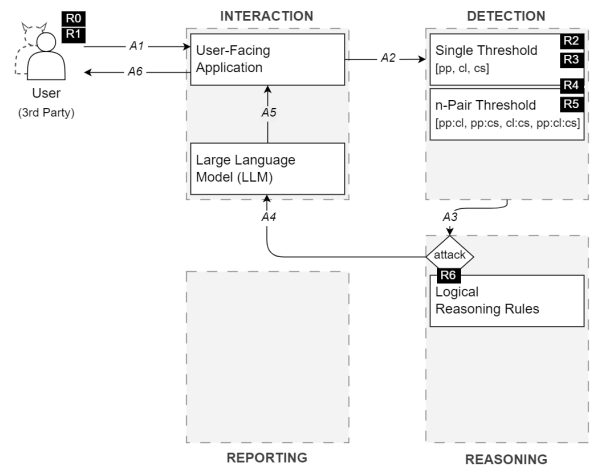 INTERACTION
DETECTION
R0
R1
A1
A6
User
(3rd Party)
User-Facing
Application
A2
Single Threshold
[pp, cl, cs]
R2
R3
R4
n-Pair Threshold
R5
[pp:cl, pp:cs, cl:cs, pp:cl:cs]
A5
Large Language
Model (LLM)
A4
A3
attack
R6
Logical
Reasoning Rules
REPORTING
REASONING